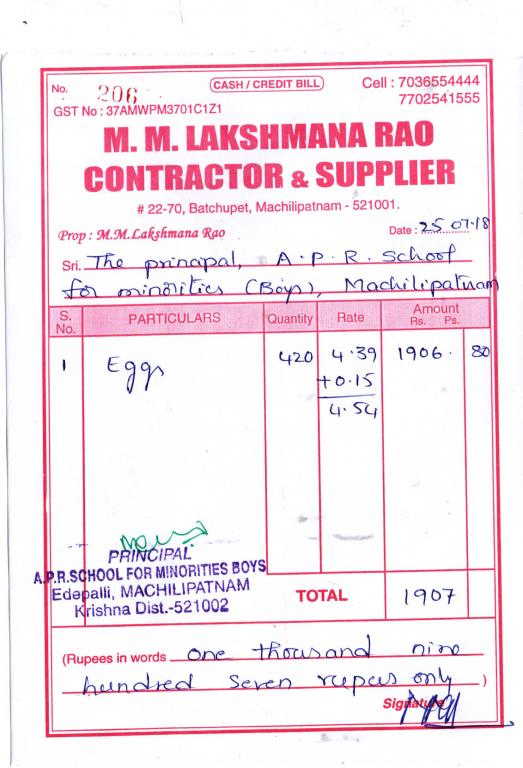 No. 206 CASH / CREDIT BILL Cell : 7036554444
GST No : 37AMWPM3701C1Z1 7702541555
M. M. LAKSHMANA RAO
CONTRACTOR & SUPPLIER
# 22-70, Batchupet, Machilipatnam - 521001.
Prop : M.M.Lakshmana Rao Date : 25.07.18
Sri. The principal, A.P.R. School
for minorities (Boys), Machilipatnam
S. No. PARTICULARS Quantity Rate Amount Rs. Ps.
1 Eggs 420 4.39 1906. 80
+0.15
4.54
PRINCIPAL
A.P.R.SCHOOL FOR MINORITIES BOYS
Edepalli, MACHILIPATNAM
Krishna Dist.-521002
TOTAL 1907
(Rupees in words one thousand nine
hundred seven rupees only )
Signature